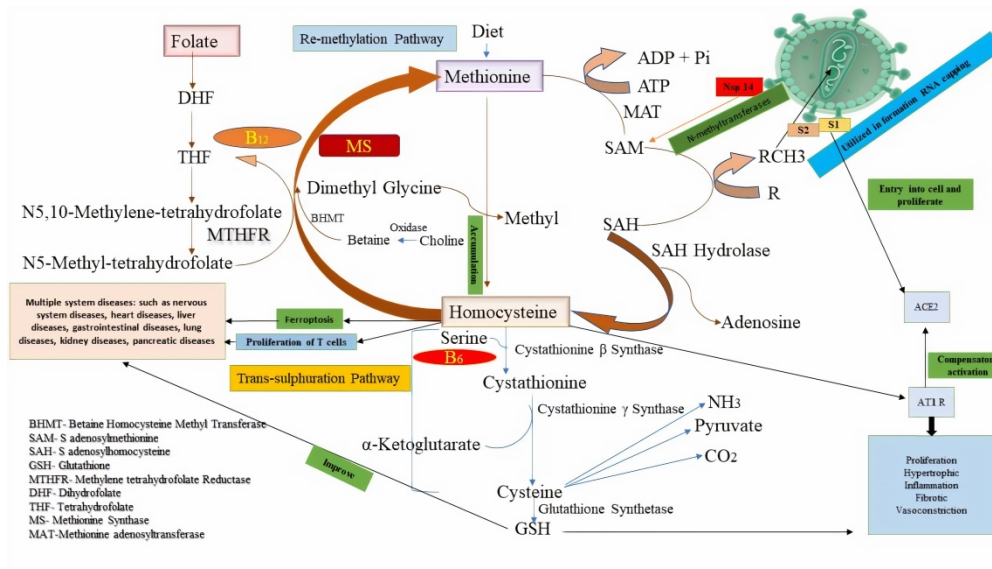 Folate
Re-methylation Pathway
Diet
Methionine
ADP + Pi
ATP
MAT
Nsp 14
N-methyltransferases
S2
S1
Utilized in formation RNA capping
DHF
B12
MS
THF
SAM
RCH3
R
Dimethyl Glycine
Methyl
Entry into cell and
proliferate
N5,10-Methylene-tetrahydrofolate
BHMT
Oxidase
Betaine
Choline
MTHFR
Accumulation
SAH
SAH Hydrolase
N5-Methyl-tetrahydrofolate
Multiple system diseases: such as nervous
system diseases, heart diseases, liver
diseases, gastrointestinal diseases, lung
diseases, kidney diseases, pancreatic diseases
Ferroptosis
Proliferation of T cells
Homocysteine
Adenosine
ACE2
Serine
B6
Cystathionine β Synthase
Trans-sulphuration Pathway
Cystathionine
Compensator
activation
AT1 R
Cystathionine γ Synthase
NH3
Pyruvate
CO2
α-Ketoglutarate
Cysteine
Glutathione Synthetase
GSH
Improve
Proliferation
Hypertrophic
Inflammation
Fibrotic
Vasoconstriction
BHMT- Betaine Homocysteine Methyl Transferase
SAM- S adenosylmethionine
SAH- S adenosylhomocysteine
GSH- Glutathione
MTHFR- Methylene tetrahydrofolate Reductase
DHF- Dihydrofolate
THF- Tetrahydrofolate
MS- Methionine Synthase
MAT-Methionine adenosyltransferase